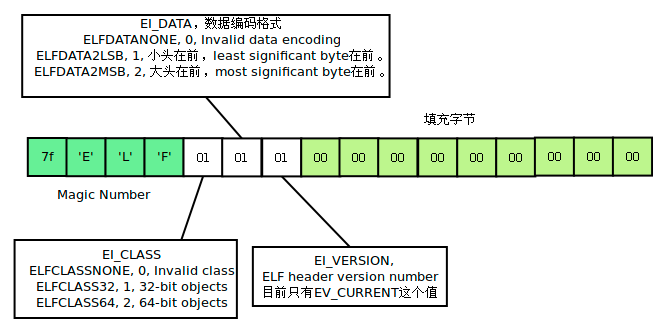 EI_DATA，数据编码格式
ELFDATANONE, 0, Invalid data encoding
ELFDATA2LSB, 1, 小头在前，least significant byte在前。
ELFDATA2MSB, 2, 大头在前，most significant byte在前。
填充字节
7f 'E' 'L' 'F' 01 01 01 00 00 00 00 00 00 00 00 00
Magic Number
EI_CLASS
ELFCLASSNONE, 0, Invalid class
ELFCLASS32, 1, 32-bit objects
ELFCLASS64, 2, 64-bit objects
EI_VERSION,
ELF header version number
目前只有EV_CURRENT这个值